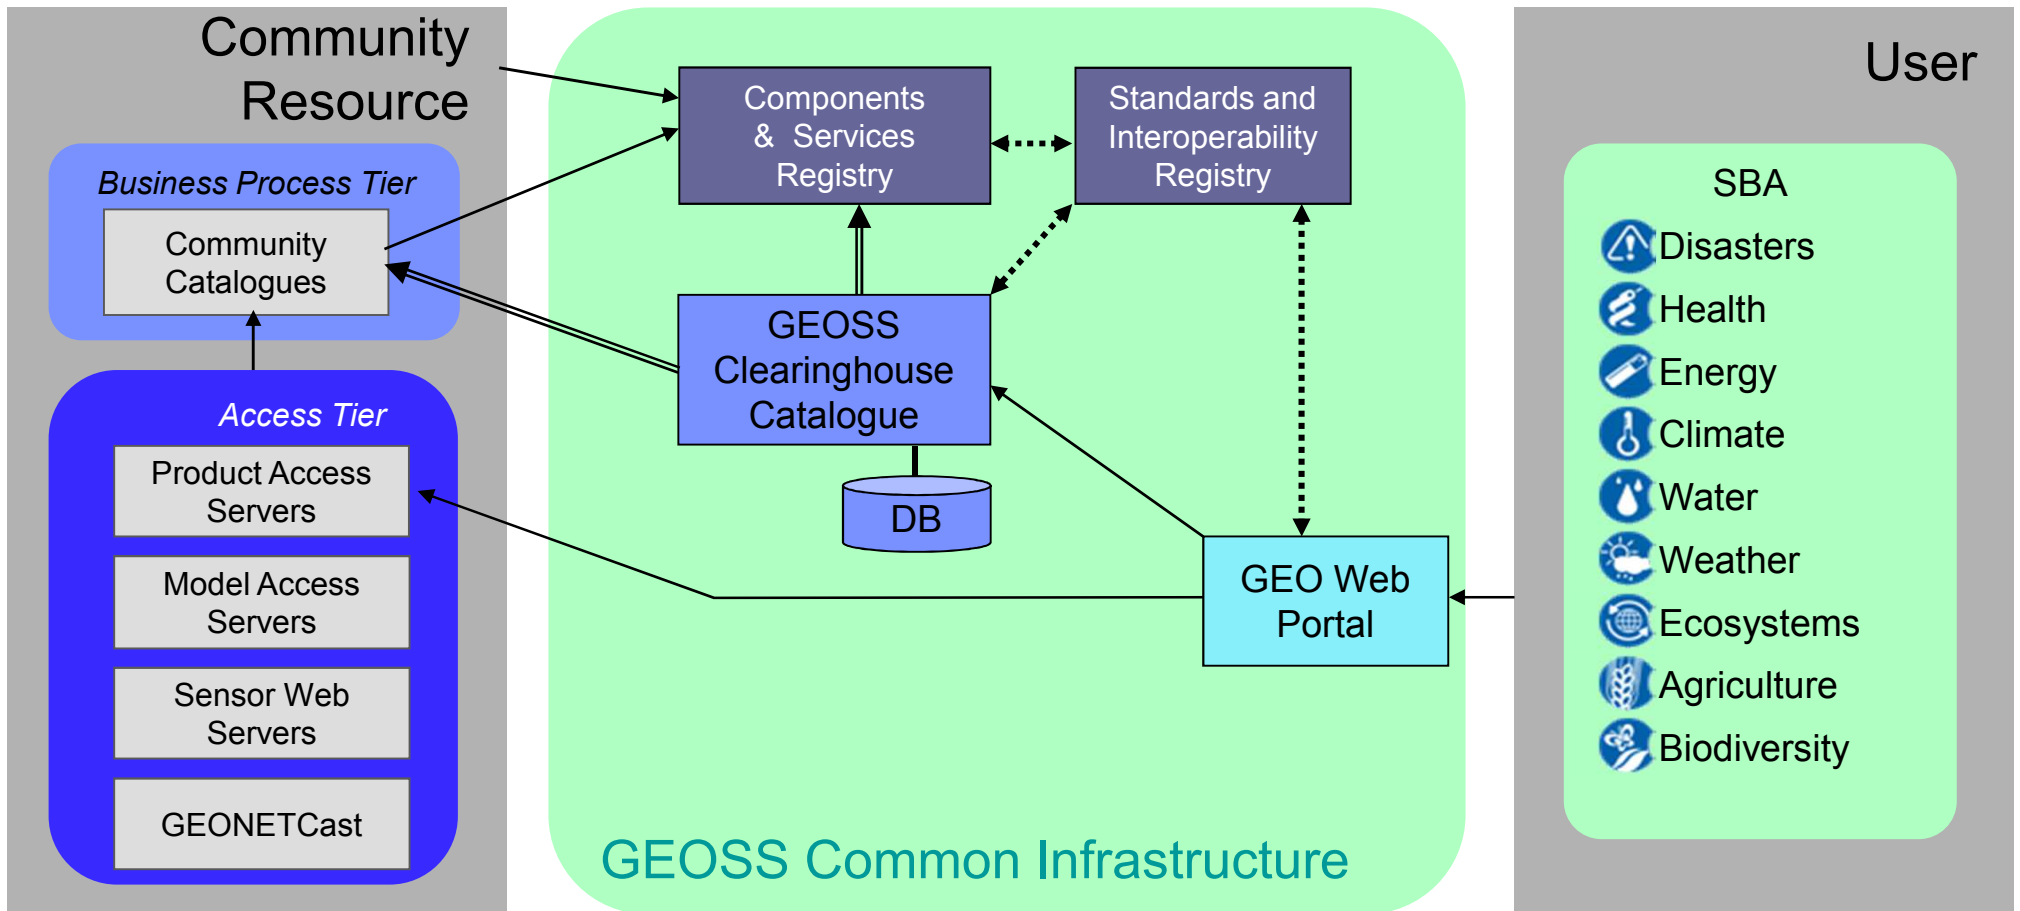 Community
Resource
Business Process Tier
Community
Catalogues
Access Tier
Product Access
Servers
Model Access
Servers
Sensor Web
Servers
GEONETCast
Components
& Services
Registry
Standards and
Interoperability
Registry
GEOSS
Clearinghouse
Catalogue
DB
GEO Web
Portal
GEOSS Common Infrastructure
User
SBA
Disasters
Health
Energy
Climate
Water
Weather
Ecosystems
Agriculture
Biodiversity